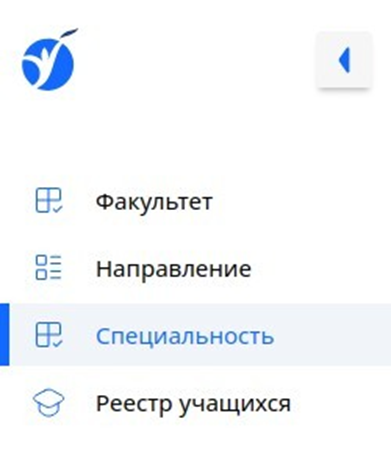 Факультет
Направление
Специальность
Реестр учащихся